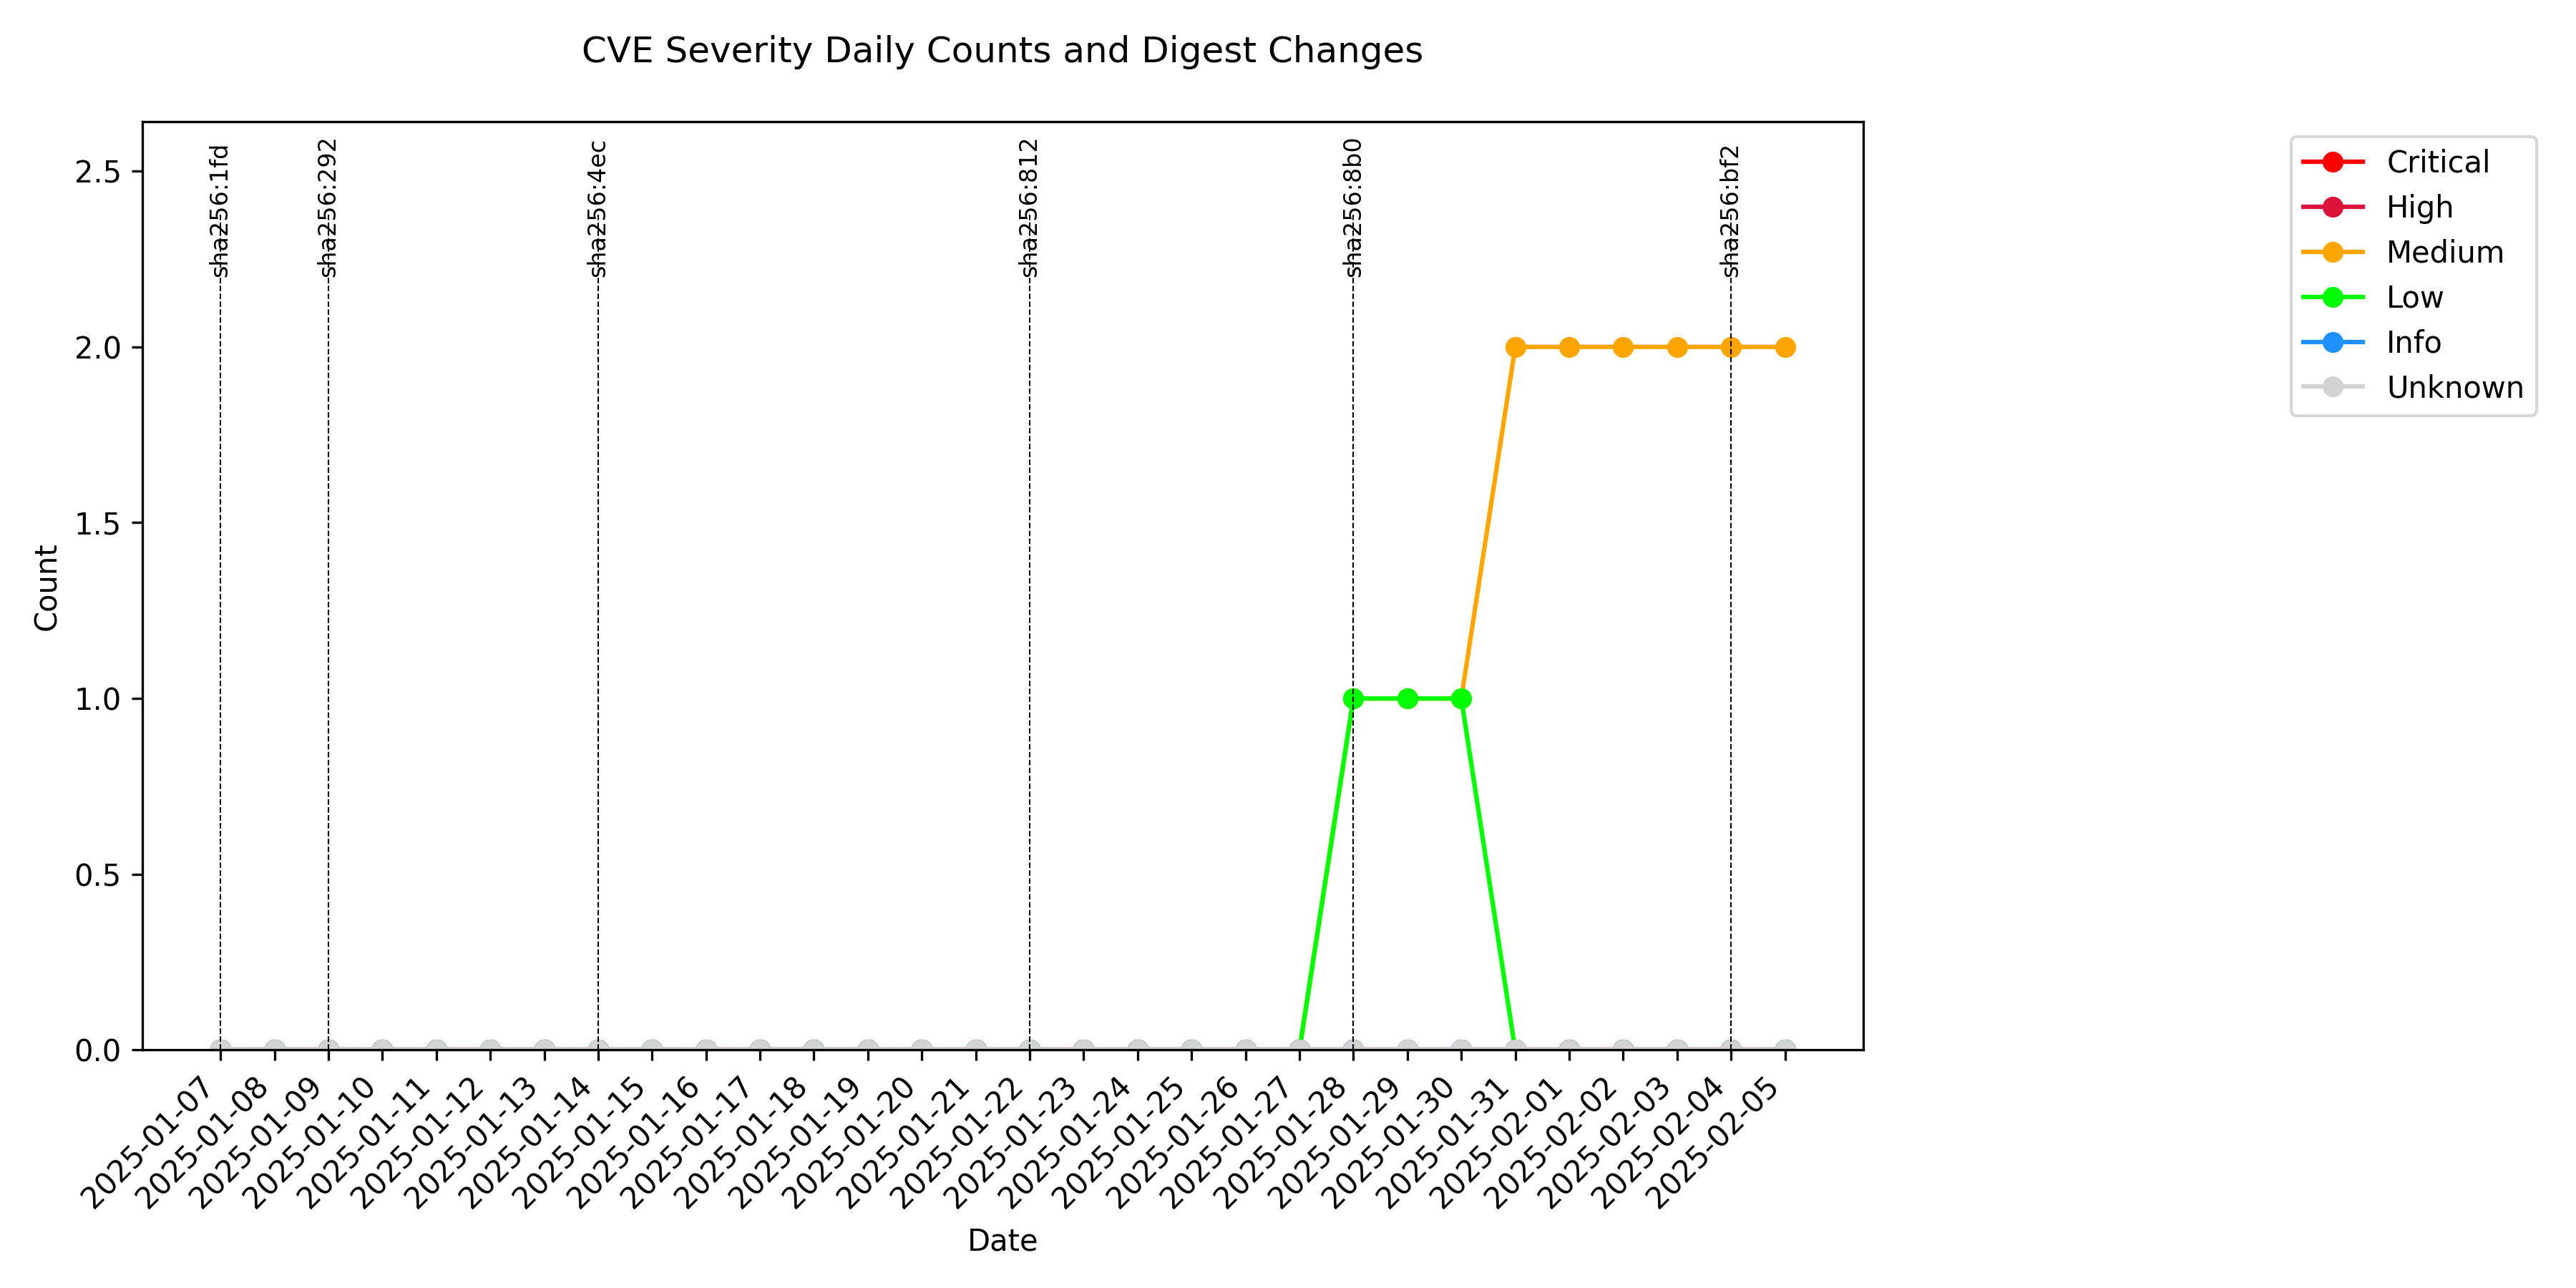 CVE Severity Daily Counts and Digest Changes
sha256:1fd
sha256:292
sha256:4ec
sha256:812
sha256:8b0
sha256:bf2
2.5
2.0
1.5
1.0
0.5
0.0
Count
2025-01-07
2025-01-08
2025-01-09
2025-01-10
2025-01-11
2025-01-12
2025-01-13
2025-01-14
2025-01-15
2025-01-16
2025-01-17
2025-01-18
2025-01-19
2025-01-20
2025-01-21
2025-01-22
2025-01-23
2025-01-24
2025-01-25
2025-01-26
2025-01-27
2025-01-28
2025-01-29
2025-01-30
2025-01-31
2025-02-01
2025-02-02
2025-02-03
2025-02-04
2025-02-05
Date
Critical
High
Medium
Low
Info
Unknown